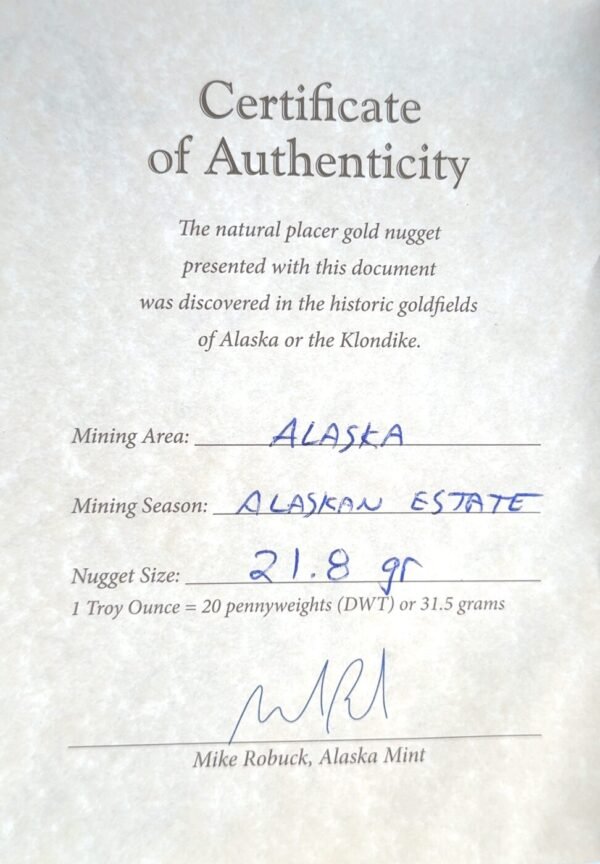 Certificate
of Authenticity
The natural placer gold nugget
presented with this document
was discovered in the historic goldfields
of Alaska or the Klondike.
Mining Area: ALASKA
Mining Season: ALASKAN ESTATE
Nugget Size: 21.8 gr
1 Troy Ounce = 20 pennyweights (DWT) or 31.5 grams
Mike Robuck, Alaska Mint